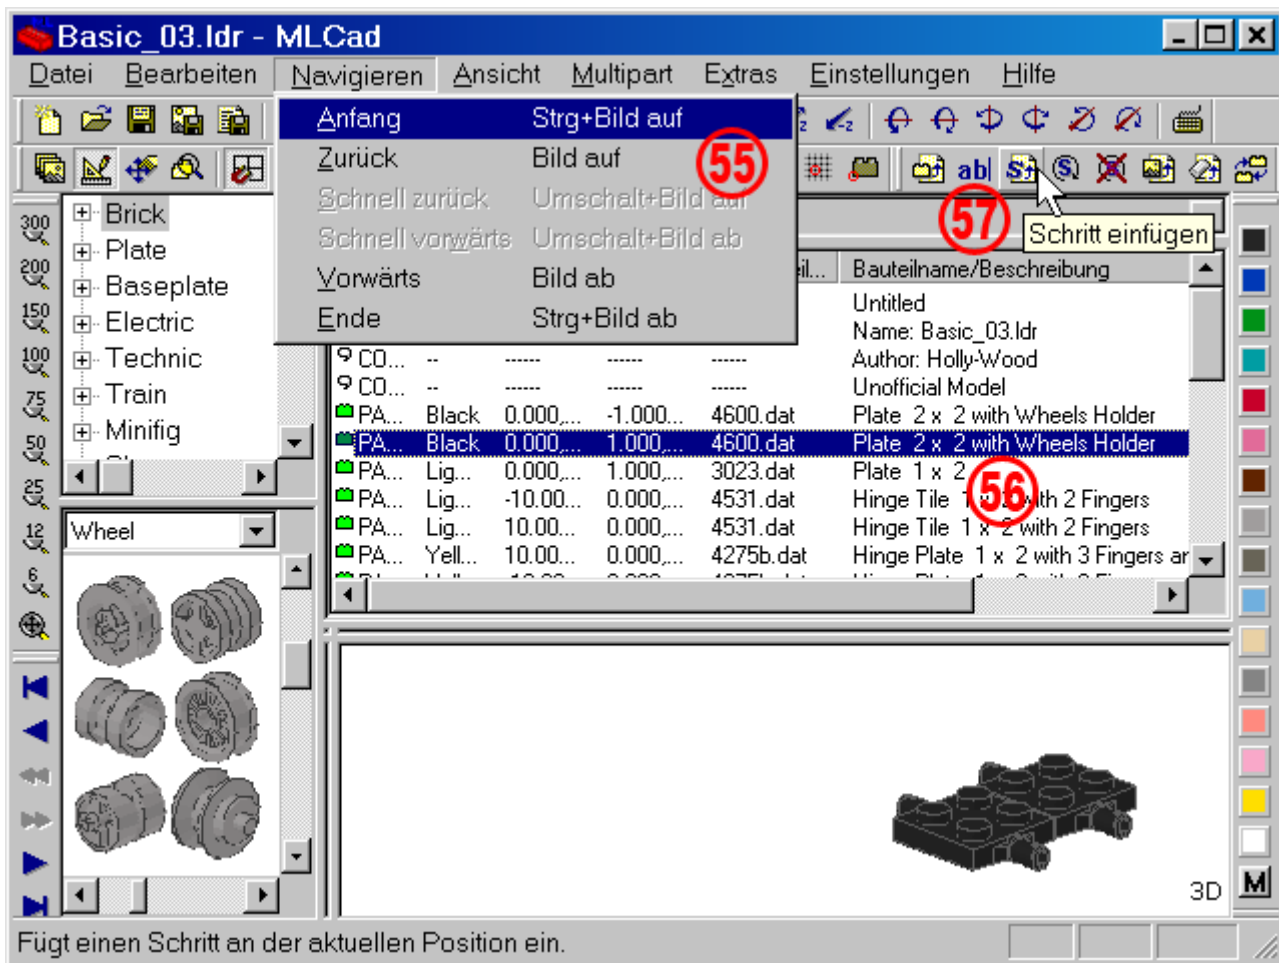 Basic_03.ldr - MLCad
Datei Bearbeiten Navigieren Ansicht Multipart Extras Einstellungen Hilfe
Anfang Strg+Bild auf
Zurück Bild auf
Schnell zurück Umschalt+Bild auf
Schnell vorwärts Umschalt+Bild ab
Vorwärts Bild ab
Ende Strg+Bild ab
55
ab|
57
Schritt einfügen
300
200
150
100
75
50
25
12
6
Brick
Plate
Baseplate
Electric
Technic
Train
Minifig
Wheel
Bauteilname/Beschreibung
Untitled
Name: Basic_03.ldr
CO... -- ------ ------ ------ Author: Holly-Wood
CO... -- ------ ------ ------ Unofficial Model
PA... Black 0.000,... -1.000... 4600.dat Plate 2 x 2 with Wheels Holder
PA... Black 0.000,... 1.000,... 4600.dat Plate 2 x 2 with Wheels Holder
PA... Lig... 0.000,... 1.000,... 3023.dat Plate 1 x 2
PA... Lig... -10.00... 0.000,... 4531.dat Hinge Tile 1 x 2 with 2 Fingers
PA... Lig... 10.00... 0.000,... 4531.dat Hinge Tile 1 x 2 with 2 Fingers
PA... Yell... 10.00... 0.000,... 4275b.dat Hinge Plate 1 x 2 with 3 Fingers ar
56
3D
M
Fügt einen Schritt an der aktuellen Position ein.